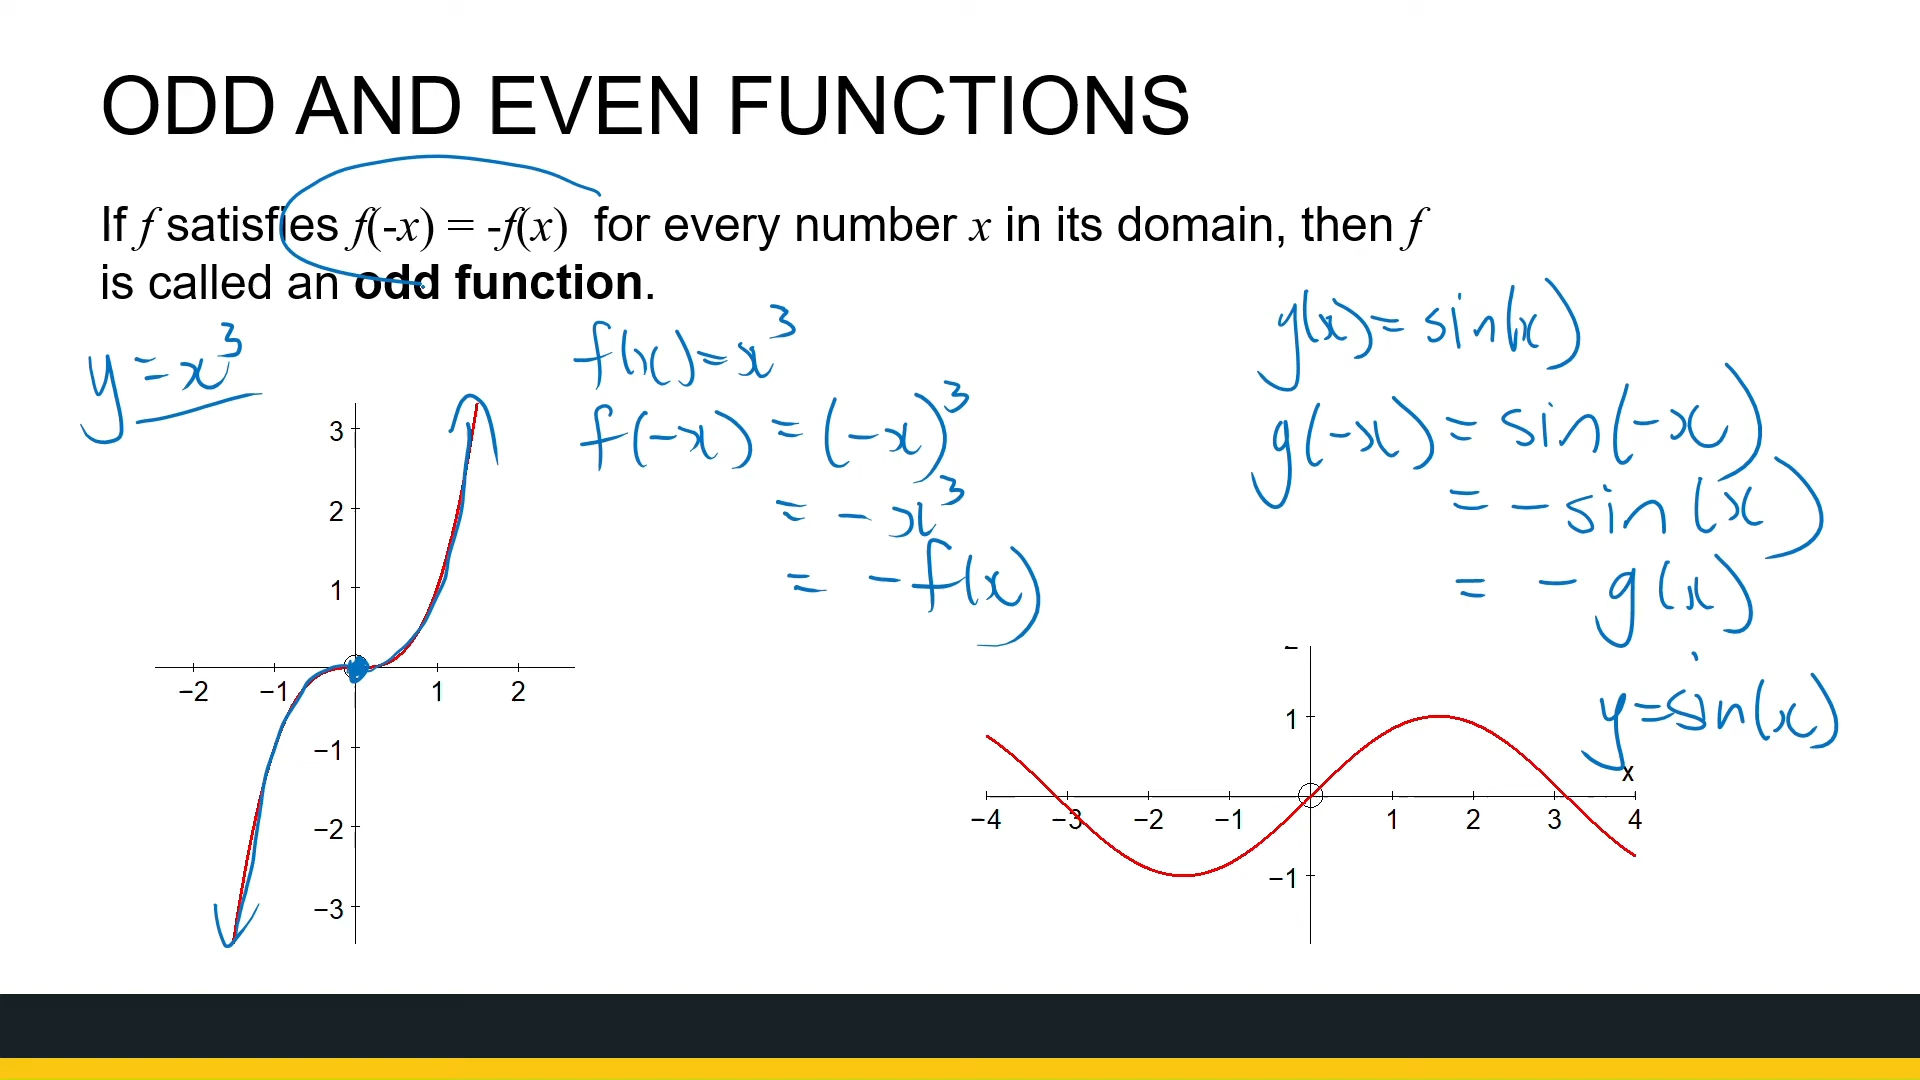 ODD AND EVEN FUNCTIONS
If f satisfies f(-x) = -f(x) for every number x in its domain, then f
is called an odd function.
y=x³
3
2
1
−2 −1 1 2
−1
−2
−3
f(x)=x³
f(-x) = (-x)³
= -x³
= -f(x)
g(x)= sin(x)
g(-x) = sin(-x)
= - sin(x)
= - g(x)
y=sin(x)
1
x
−4 −3 −2 −1 1 2 3 4
−1